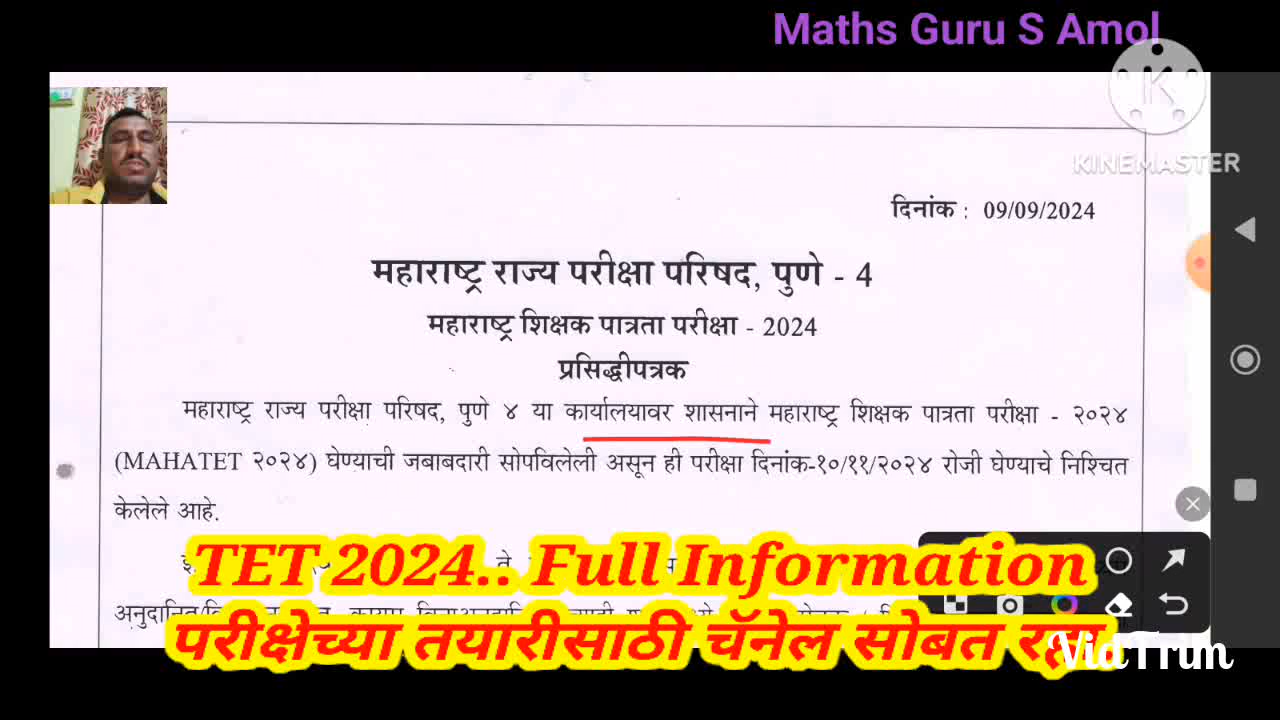 Maths Guru S Amol
KINEMASTER
दिनांक : 09/09/2024
महाराष्ट्र राज्य परीक्षा परिषद, पुणे - 4
महाराष्ट्र शिक्षक पात्रता परीक्षा - 2024
प्रसिद्धीपत्रक
महाराष्ट्र राज्य परीक्षा परिषद, पुणे ४ या कार्यालयावर शासनाने महाराष्ट्र शिक्षक पात्रता परीक्षा - २०२४
(MAHATET २०२४) घेण्याची जबाबदारी सोपविलेली असून ही परीक्षा दिनांक-१०/११/२०२४ रोजी घेण्याचे निश्चित
केलेले आहे.
TET 2024.. Full Information
परीक्षेच्या तयारीसाठी चॅनेल सोबत
VidTrim